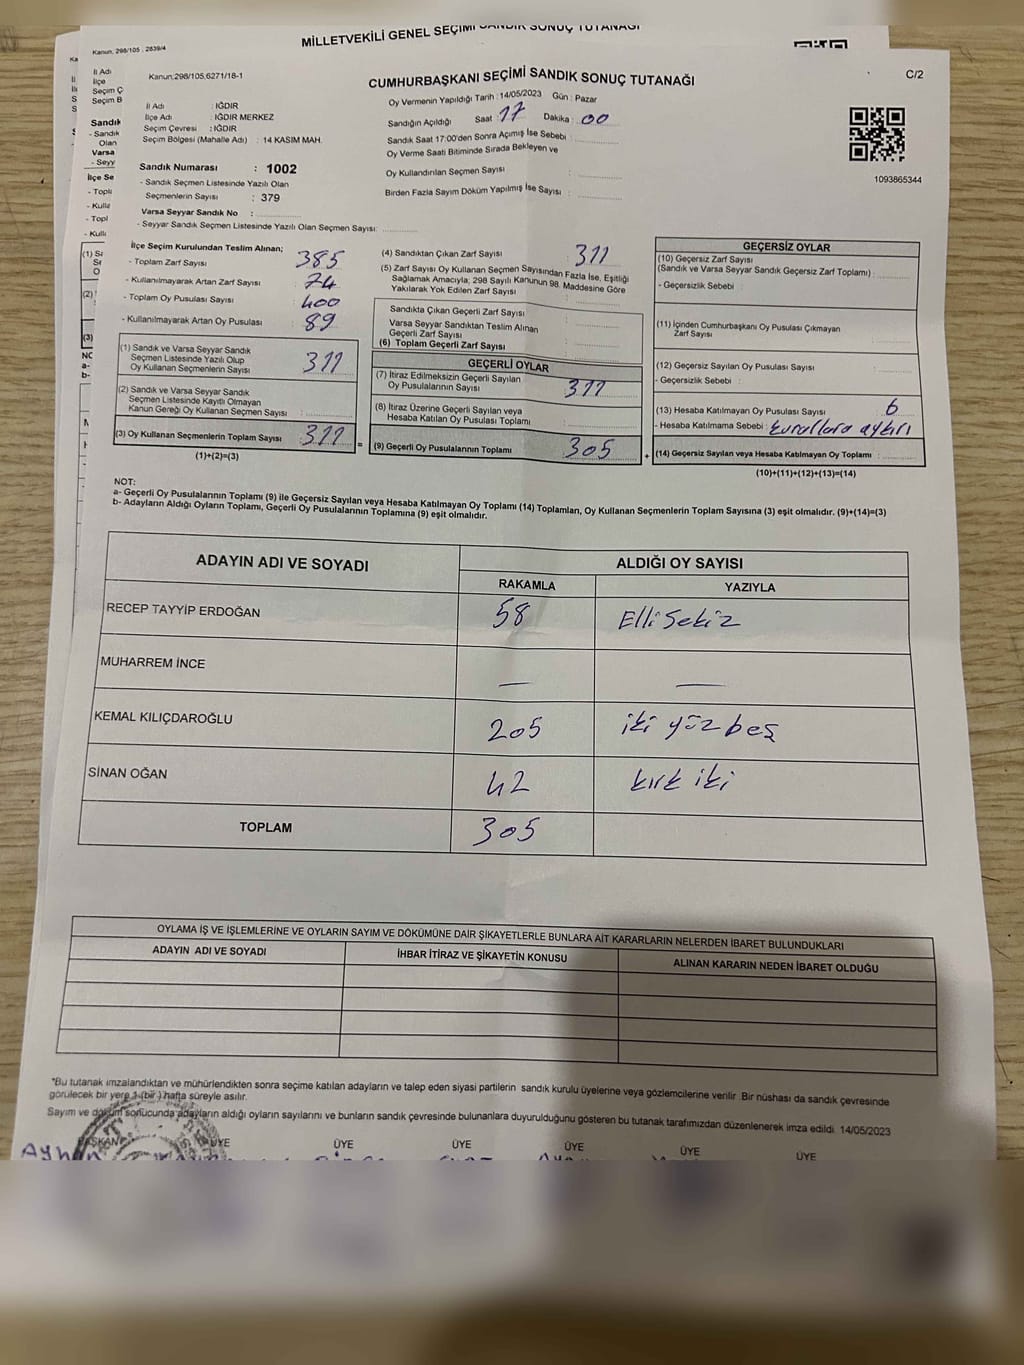 MİLLETVEKİLİ GENEL SEÇİMİ SANDIK SONUÇ TUTANAĞI
Kanun, 298/105 , 2839/4
İl Adı
İlçe
Seçim Ç
Seçim B
Sandık
- Sandık
Olan
Varsa
- Seyy
İlçe Se
- Topl
- Kulla
- Topl
- Kull
Kanun:298/105,6271/18-1
CUMHURBAŞKANI SEÇİMİ SANDIK SONUÇ TUTANAĞI
C/2
İl Adı : IĞDIR
İlçe Adı : IĞDIR MERKEZ
Seçim Çevresi : IĞDIR
Seçim Bölgesi (Mahalle Adı) : 14 KASIM MAH.
Sandık Numarası : 1002
- Sandık Seçmen Listesinde Yazılı Olan
Seçmenlerin Sayısı : 379
Varsa Seyyar Sandık No :
- Seyyar Sandık Seçmen Listesinde Yazılı Olan Seçmen Sayısı:
Oy Vermenin Yapıldığı Tarih : 14/05/2023 Gün : Pazar
Sandığın Açıldığı Saat : 17 Dakika : 00
Sandık Saat 17:00'den Sonra Açımış İse Sebebi :
Oy Verme Saati Bitiminde Sırada Bekleyen ve
Oy Kullandırılan Seçmen Sayısı :
Birden Fazla Sayım Döküm Yapılmış İse Sayısı :
1093865344
İlçe Seçim Kurulundan Teslim Alınan;
- Toplam Zarf Sayısı : 385
- Kullanılmayarak Artan Zarf Sayısı : 74
- Toplam Oy Pusulası Sayısı : 400
- Kullanılmayarak Artan Oy Pusulası : 89
(1) Sandık ve Varsa Seyyar Sandık
Seçmen Listesinde Yazılı Olup
Oy Kullanan Seçmenlerin Sayısı : 311
(2) Sandık ve Varsa Seyyar Sandık
Seçmen Listesinde Kayıtlı Olmayan
Kanun Gereği Oy Kullanan Seçmen Sayısı :
(3) Oy Kullanan Seçmenlerin Toplam Sayısı : 311
(1)+(2)=(3)
=
(4) Sandıktan Çıkan Zarf Sayısı : 311
(5) Zarf Sayısı Oy Kullanan Seçmen Sayısından Fazla İse, Eşitliği
Sağlamak Amacıyla; 298 Sayılı Kanunun 98. Maddesine Göre
Yakılarak Yok Edilen Zarf Sayısı :
Sandıkta Çıkan Geçerli Zarf Sayısı :
Varsa Seyyar Sandıktan Teslim Alınan
Geçerli Zarf Sayısı :
(6) Toplam Geçerli Zarf Sayısı :
GEÇERLİ OYLAR
(7) İtiraz Edilmeksizin Geçerli Sayılan
Oy Pusulalarının Sayısı : 311
(8) İtiraz Üzerine Geçerli Sayılan veya
Hesaba Katılan Oy Pusulası Toplamı :
(9) Geçerli Oy Pusulalarının Toplamı : 305
+
GEÇERSİZ OYLAR
(10) Geçersiz Zarf Sayısı
(Sandık ve Varsa Seyyar Sandık Geçersiz Zarf Toplamı) :
- Geçersizlik Sebebi :
(11) İçinden Cumhurbaşkanı Oy Pusulası Çıkmayan
Zarf Sayısı :
(12) Geçersiz Sayılan Oy Pusulası Sayısı :
- Geçersizlik Sebebi :
(13) Hesaba Katılmayan Oy Pusulası Sayısı : 6
- Hesaba Katılmama Sebebi : kurallara aykırı
(14) Geçersiz Sayılan veya Hesaba Katılmayan Oy Toplamı :
(10)+(11)+(12)+(13)=(14)
NOT:
a- Geçerli Oy Pusulalarının Toplamı (9) ile Geçersiz Sayılan veya Hesaba Katılmayan Oy Toplamı (14) Toplamları, Oy Kullanan Seçmenlerin Toplam Sayısına (3) eşit olmalıdır. (9)+(14)=(3)
b- Adayların Aldığı Oyların Toplamı, Geçerli Oy Pusulalarının Toplamına (9) eşit olmalıdır.
ADAYIN ADI VE SOYADI ALDIĞI OY SAYISI
RAKAMLA YAZIYLA
RECEP TAYYİP ERDOĞAN 58 Elli Sekiz
MUHARREM İNCE — —
KEMAL KILIÇDAROĞLU 205 iki yüz beş
SİNAN OĞAN 42 kırk iki
TOPLAM 305
OYLAMA İŞ VE İŞLEMLERİNE VE OYLARIN SAYIM VE DÖKÜMÜNE DAİR ŞİKAYETLERLE BUNLARA AİT KARARLARIN NELERDEN İBARET BULUNDUKLARI
ADAYIN ADI VE SOYADI İHBAR İTİRAZ VE ŞİKAYETİN KONUSU ALINAN KARARIN NEDEN İBARET OLDUĞU
*Bu tutanak imzalandıktan ve mühürlendikten sonra seçime katılan adayların ve talep eden siyasi partilerin sandık kurulu üyelerine veya gözlemcilerine verilir. Bir nüshası da sandık çevresinde
görülecek bir yere 1 (bir) hafta süreyle asılır.
Sayım ve döküm sonucunda adayların aldığı oyların sayılarını ve bunların sandık çevresinde bulunanlara duyurulduğunu gösteren bu tutanak tarafımızdan düzenlenerek imza edildi. 14/05/2023
BAŞKAN ÜYE ÜYE ÜYE ÜYE ÜYE ÜYE